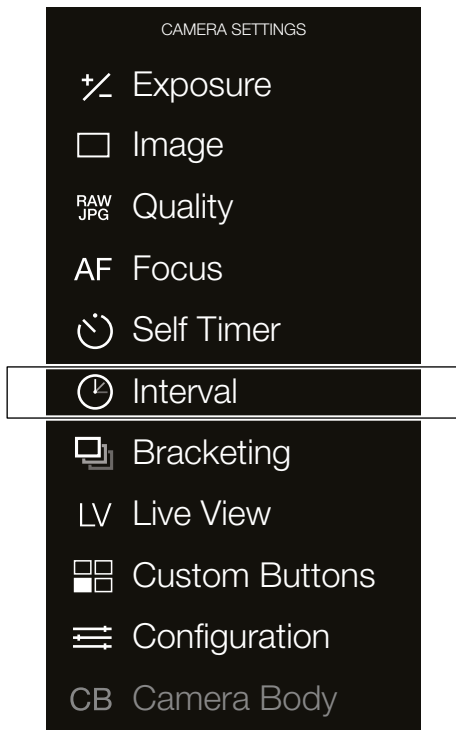 CAMERA SETTINGS
Exposure
Image
RAW JPG Quality
AF Focus
Self Timer
Interval
Bracketing
LV Live View
Custom Buttons
Configuration
CB Camera Body